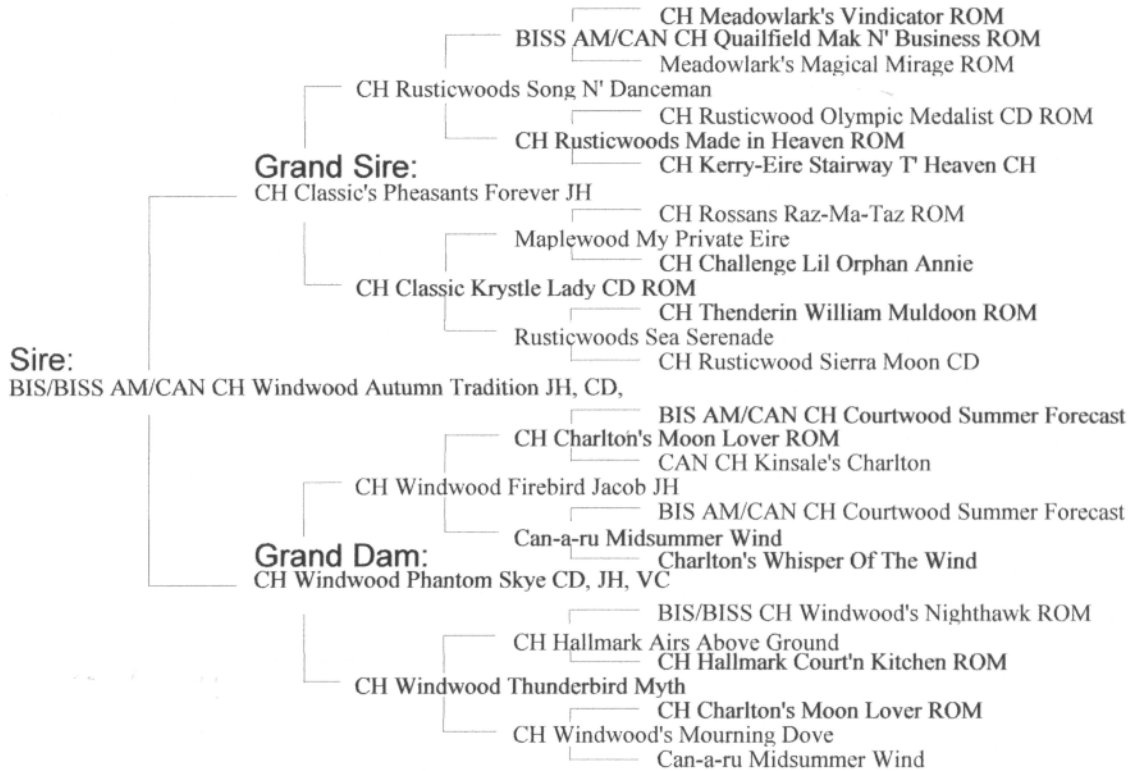 CH Meadowlark's Vindicator ROM
BISS AM/CAN CH Quailfield Mak N' Business ROM
Meadowlark's Magical Mirage ROM
CH Rusticwoods Song N' Danceman
CH Rusticwood Olympic Medalist CD ROM
CH Rusticwoods Made in Heaven ROM
CH Kerry-Eire Stairway T' Heaven CH
Grand Sire:
CH Classic's Pheasants Forever JH
CH Rossans Raz-Ma-Taz ROM
Maplewood My Private Eire
CH Challenge Lil Orphan Annie
CH Classic Krystle Lady CD ROM
CH Thenderin William Muldoon ROM
Rusticwoods Sea Serenade
CH Rusticwood Sierra Moon CD
Sire:
BIS/BISS AM/CAN CH Windwood Autumn Tradition JH, CD,
BIS AM/CAN CH Courtwood Summer Forecast
CH Charlton's Moon Lover ROM
CAN CH Kinsale's Charlton
CH Windwood Firebird Jacob JH
BIS AM/CAN CH Courtwood Summer Forecast
Can-a-ru Midsummer Wind
Charlton's Whisper Of The Wind
Grand Dam:
CH Windwood Phantom Skye CD, JH, VC
BIS/BISS CH Windwood's Nighthawk ROM
CH Hallmark Airs Above Ground
CH Hallmark Court'n Kitchen ROM
CH Windwood Thunderbird Myth
CH Charlton's Moon Lover ROM
CH Windwood's Mourning Dove
Can-a-ru Midsummer Wind